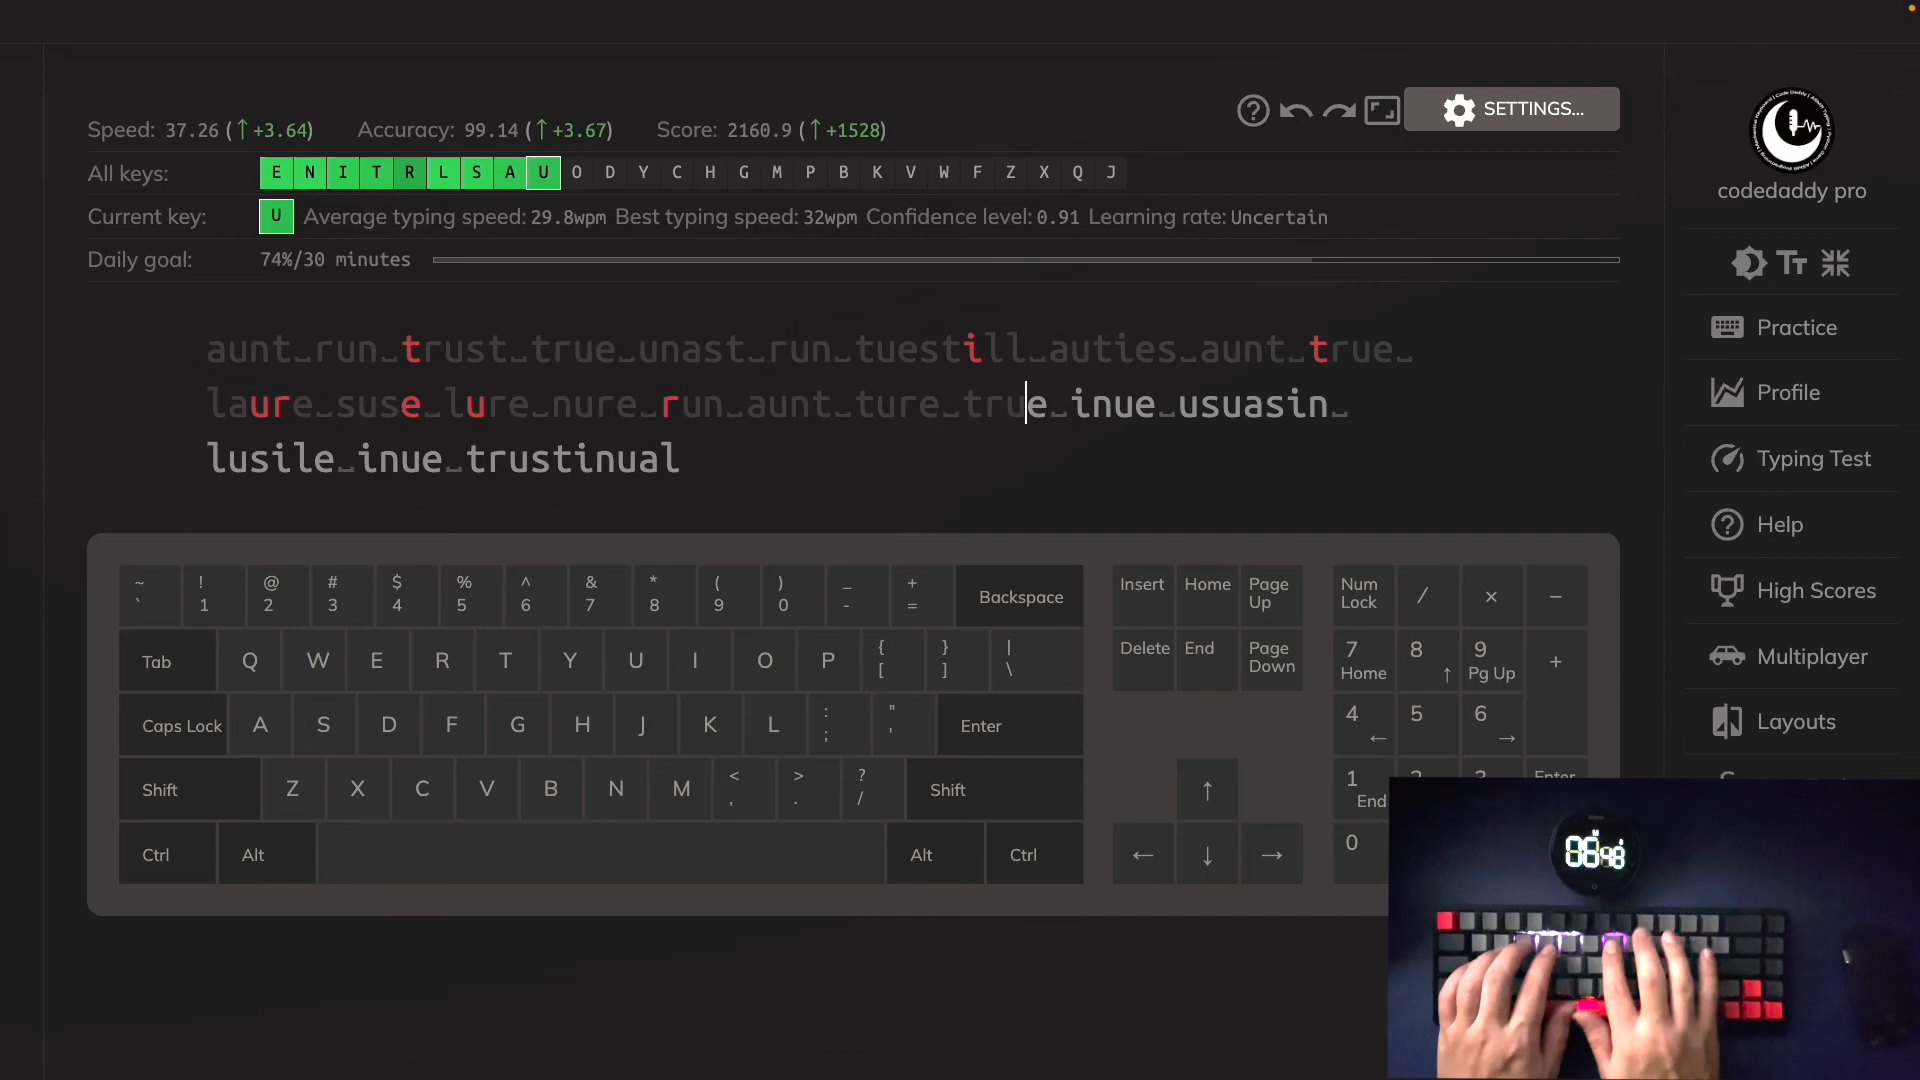 SETTINGS...
Speed: 37.26 (↑+3.64) Accuracy: 99.14 (↑+3.67) Score: 2160.9 (↑+1528)
All keys: E N I T R L S A U O D Y C H G M P B K V W F Z X Q J
Current key: U Average typing speed: 29.8wpm Best typing speed: 32wpm Confidence level: 0.91 Learning rate: Uncertain
Daily goal: 74%/30 minutes
aunt␣run␣trust␣true␣unast␣run␣tuestill␣auties␣aunt␣true␣
laure␣suse␣lure␣nure␣run␣aunt␣ture␣true␣inue␣usuasin␣
lusile␣inue␣trustinual
~ ! @ # $ % ^ & * ( ) _ +
` 1 2 3 4 5 6 7 8 9 0 - = Backspace
Tab Q W E R T Y U I O P { [ } ] | \
Caps Lock A S D F G H J K L : ; " ' Enter
Shift Z X C V B N M < , > . ? / Shift
Ctrl Alt Alt Ctrl
Insert Home Page Up
Delete End Page Down
↑
← ↓ →
Num Lock / × −
7 Home 8 ↑ 9 Pg Up +
4 ← 5 6 →
1 End
0
codedaddy pro
Practice
Profile
Typing Test
Help
High Scores
Multiplayer
Layouts
06 48